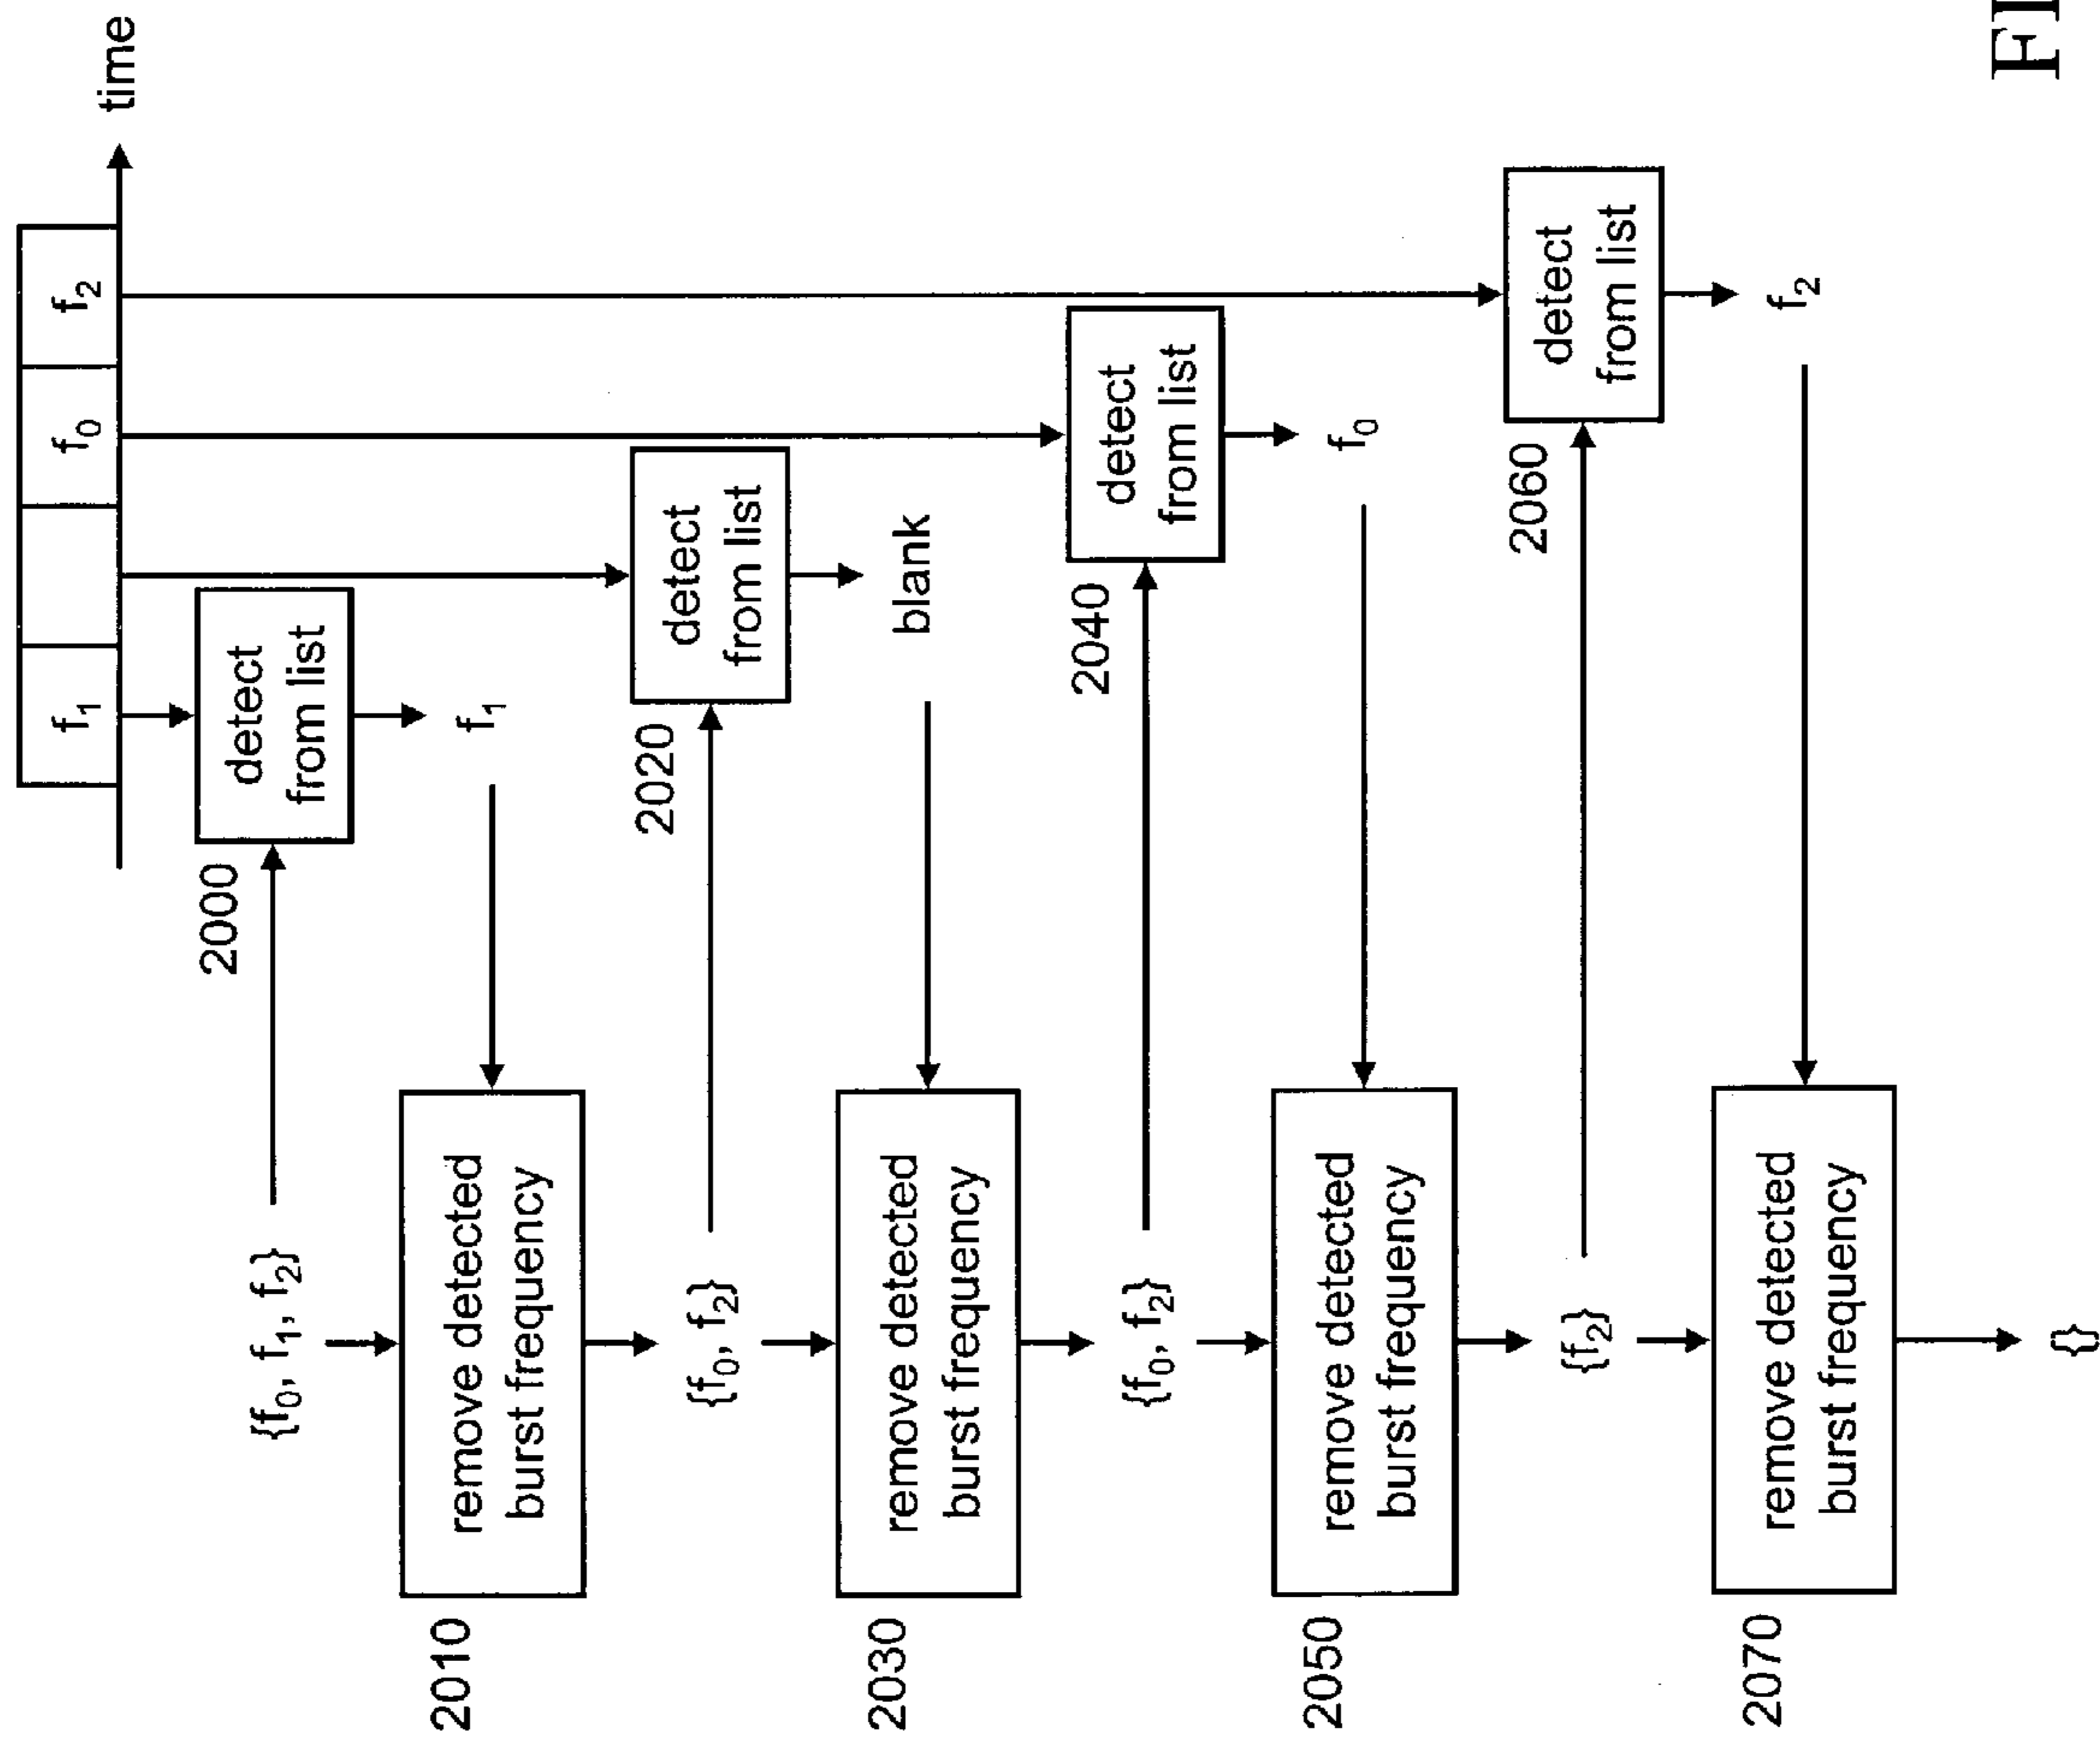 f₁ f₀ f₂
time
2000
detect
from list
{f₀, f₁, f₂}
f₁
2010
remove detected
burst frequency
2020
detect
from list
{f₀, f₂}
blank
2030
remove detected
burst frequency
2040
detect
from list
{f₀, f₂}
f₀
2050
remove detected
burst frequency
2060
detect
from list
{f₂}
f₂
2070
remove detected
burst frequency
{}